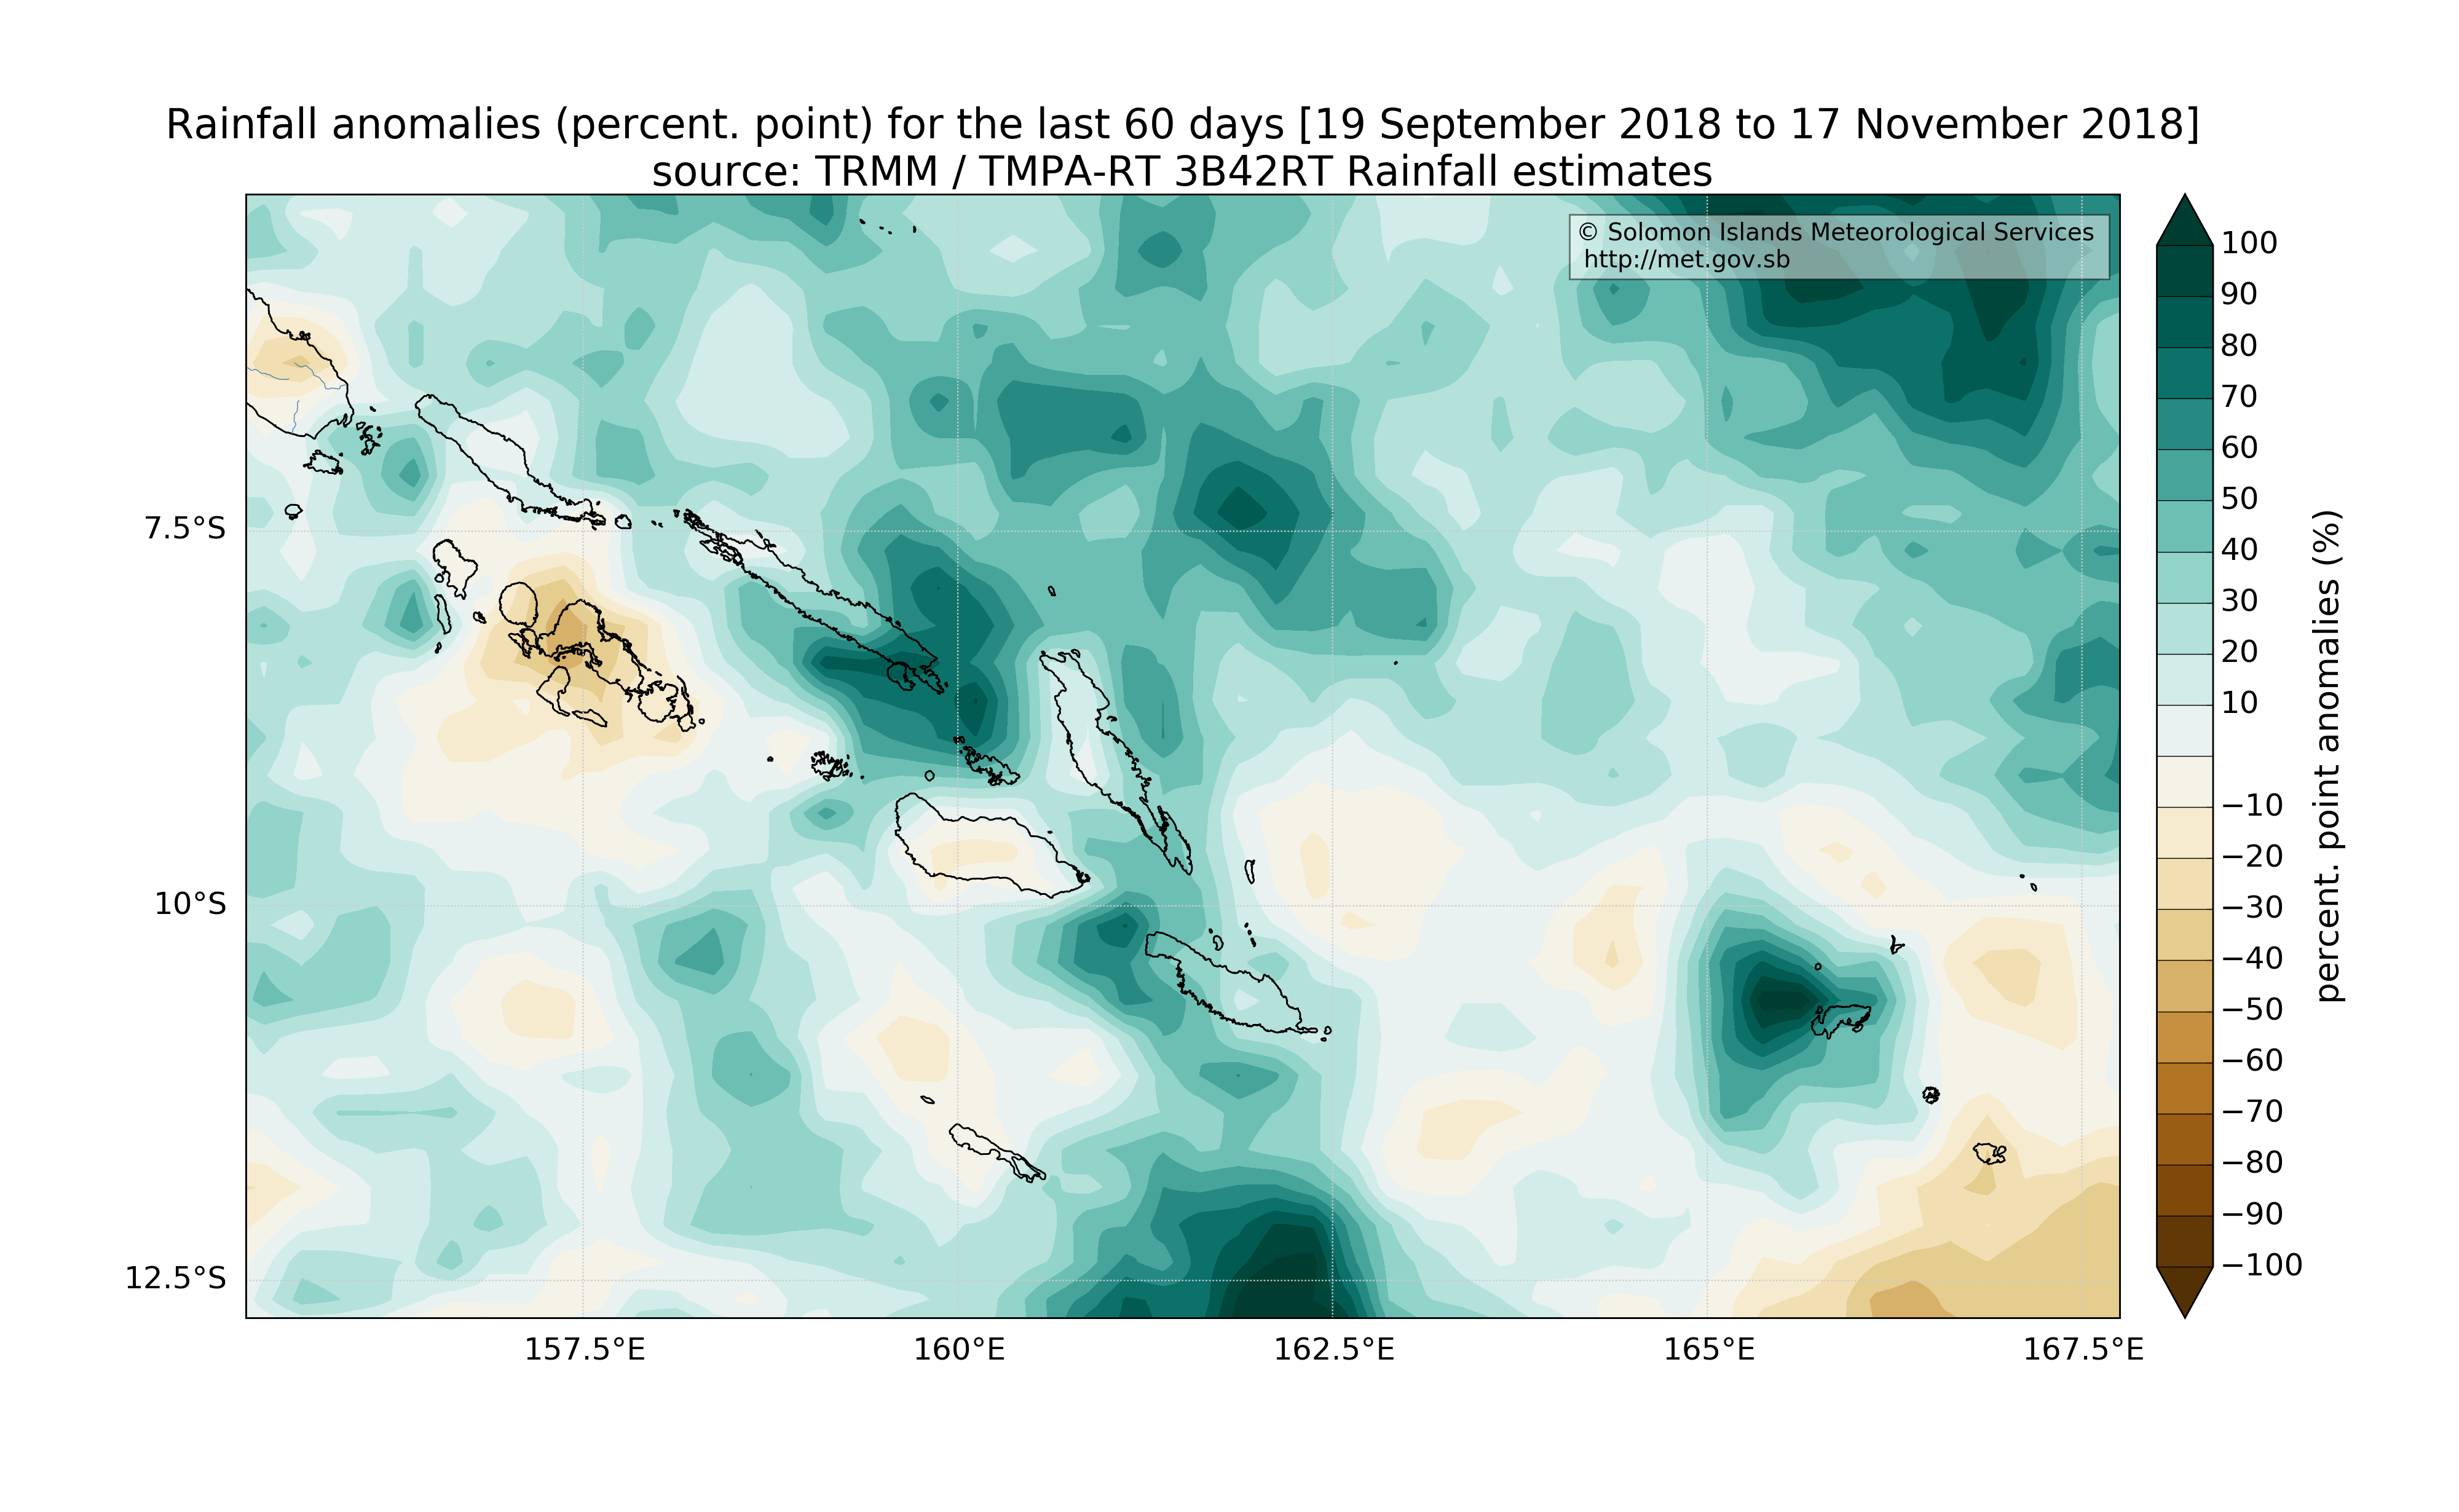 Rainfall anomalies (percent. point) for the last 60 days [19 September 2018 to 17 November 2018]
source: TRMM / TMPA-RT 3B42RT Rainfall estimates
© Solomon Islands Meteorological Services
http://met.gov.sb
7.5°S
10°S
12.5°S
157.5°E
160°E
162.5°E
165°E
167.5°E
100
90
80
70
60
50
40
30
20
10
−10
−20
−30
−40
−50
−60
−70
−80
−90
−100
percent. point anomalies (%)